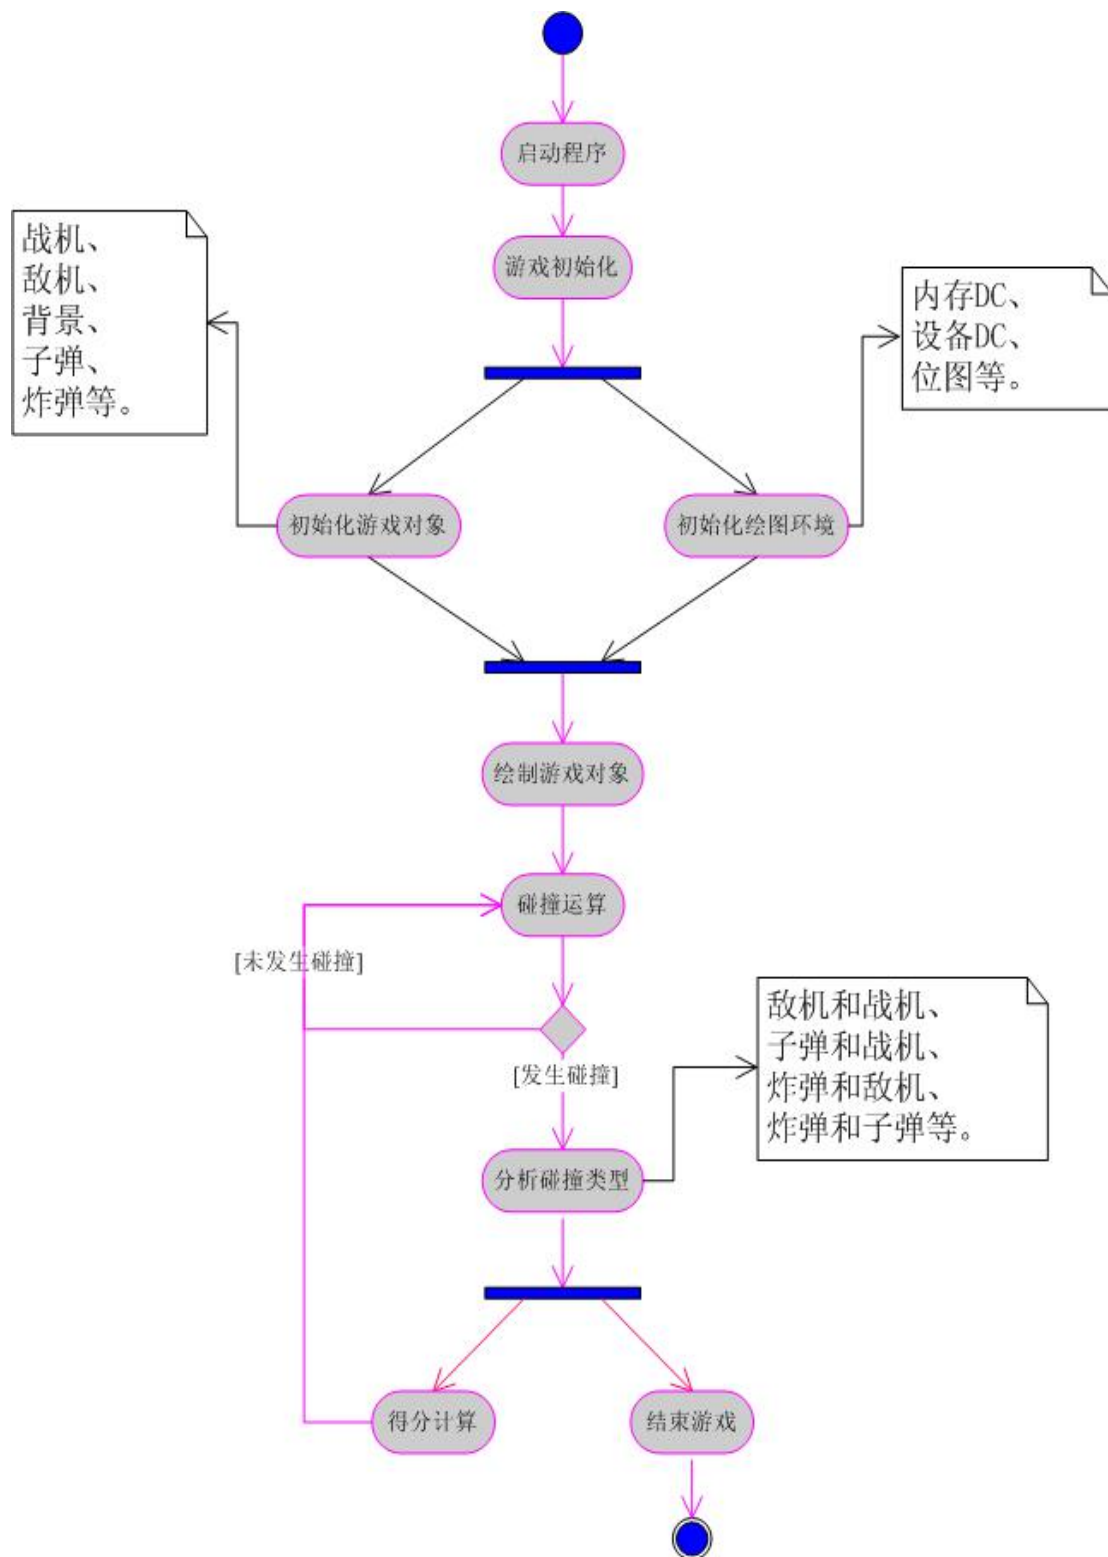 启动程序
游戏初始化
战机、
敌机、
背景、
子弹、
炸弹等。
内存DC、
设备DC、
位图等。
初始化游戏对象
初始化绘图环境
绘制游戏对象
碰撞运算
[未发生碰撞]
[发生碰撞]
敌机和战机、
子弹和战机、
炸弹和敌机、
炸弹和子弹等。
分析碰撞类型
得分计算
结束游戏